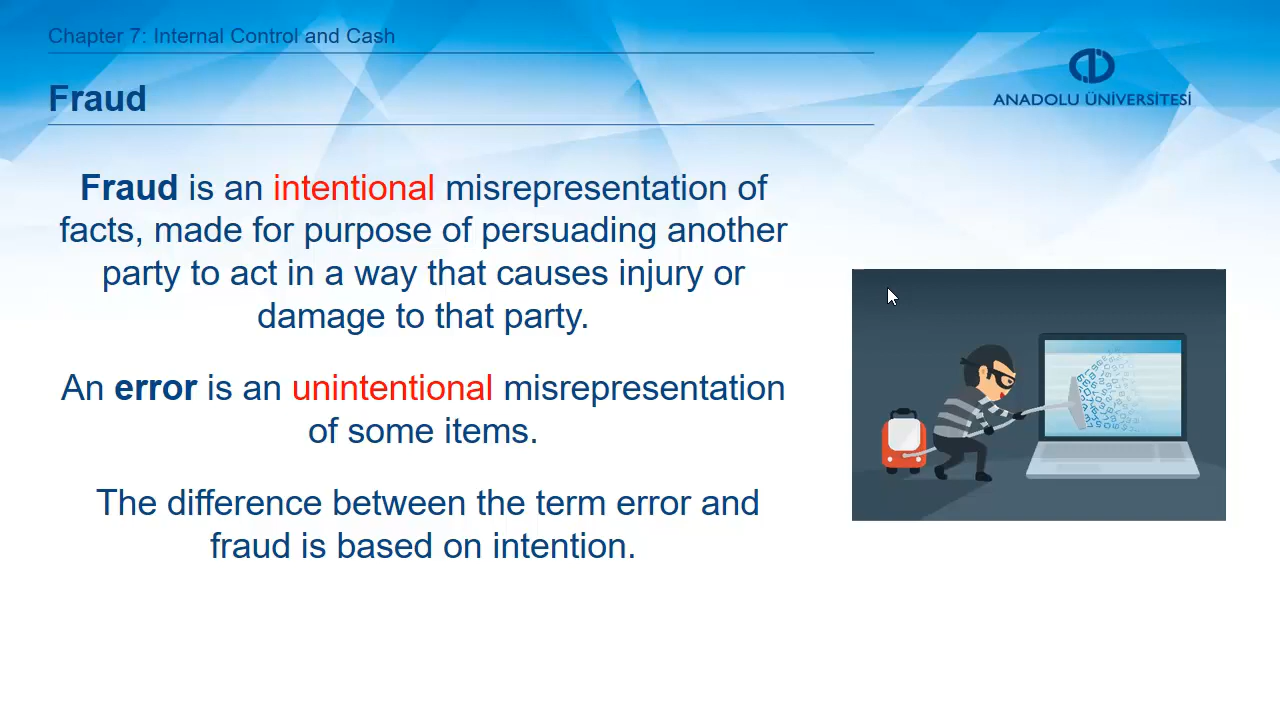 Chapter 7: Internal Control and Cash
ANADOLU ÜNİVERSİTESİ
Fraud
Fraud is an intentional misrepresentation of
facts, made for purpose of persuading another
party to act in a way that causes injury or
damage to that party.
An error is an unintentional misrepresentation
of some items.
The difference between the term error and
fraud is based on intention.